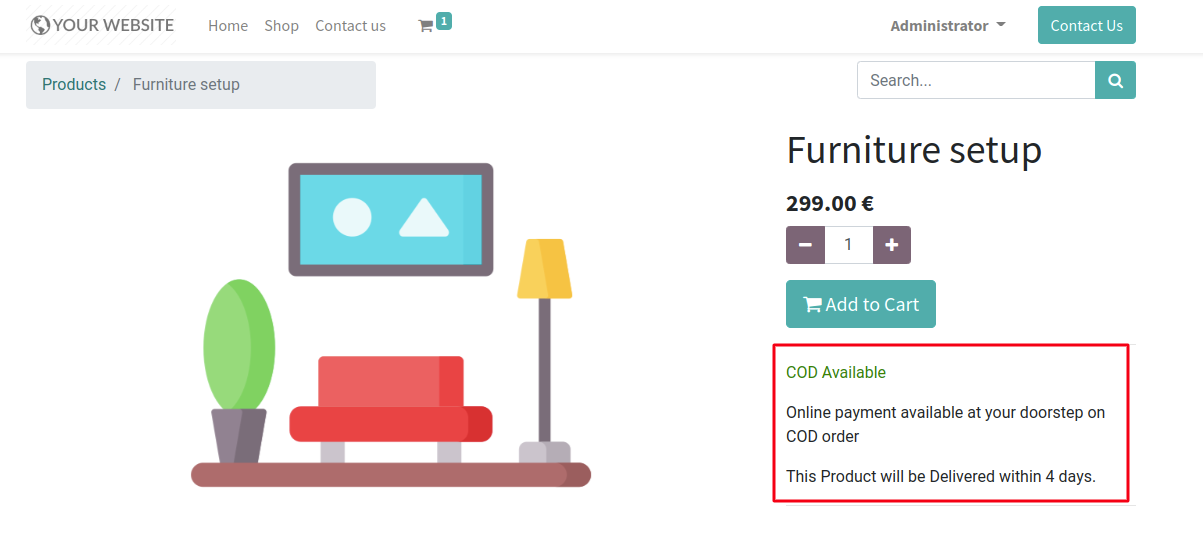 YOUR WEBSITE Home Shop Contact us 1 Administrator Contact Us
Products / Furniture setup
Search...
Furniture setup
299.00 €
1
Add to Cart
COD Available
Online payment available at your doorstep on
COD order
This Product will be Delivered within 4 days.